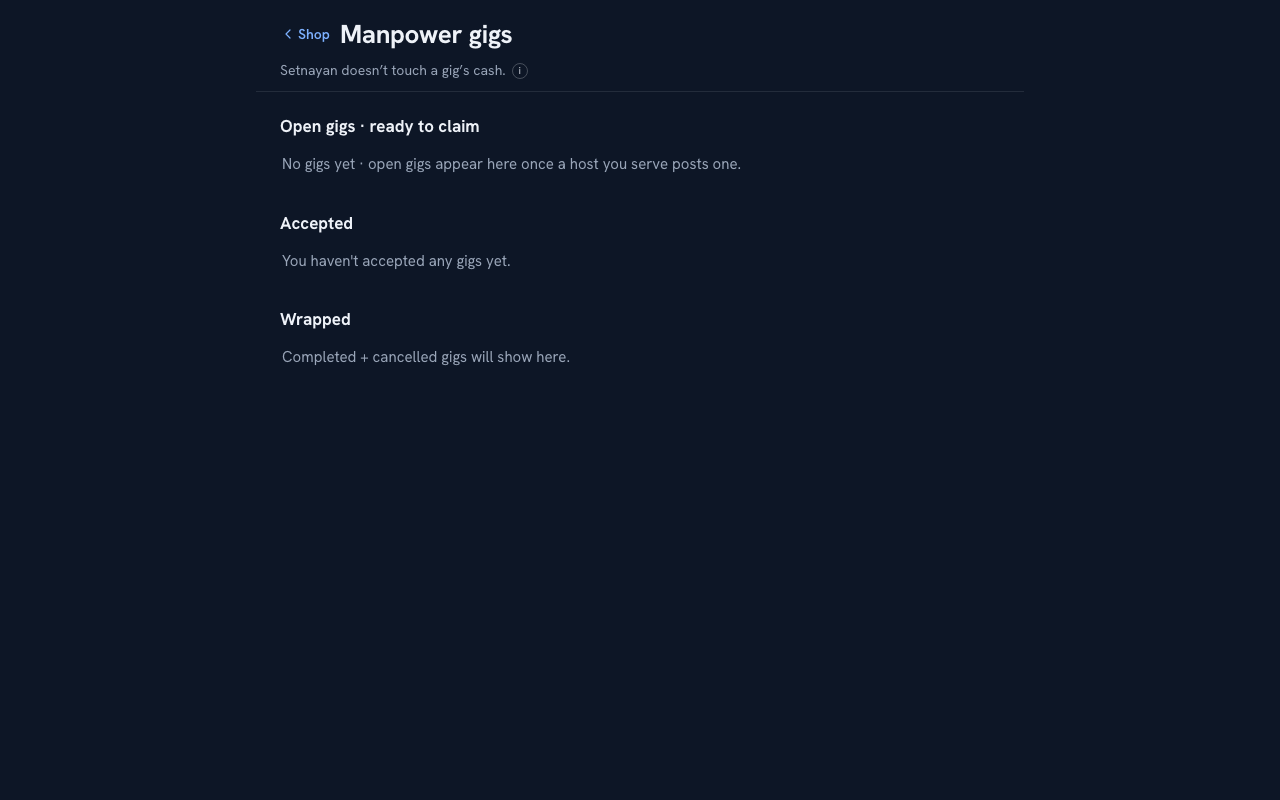 Shop Manpower gigs
Setnayan doesn’t touch a gig’s cash. i
Open gigs · ready to claim
No gigs yet · open gigs appear here once a host you serve posts one.
Accepted
You haven't accepted any gigs yet.
Wrapped
Completed + cancelled gigs will show here.